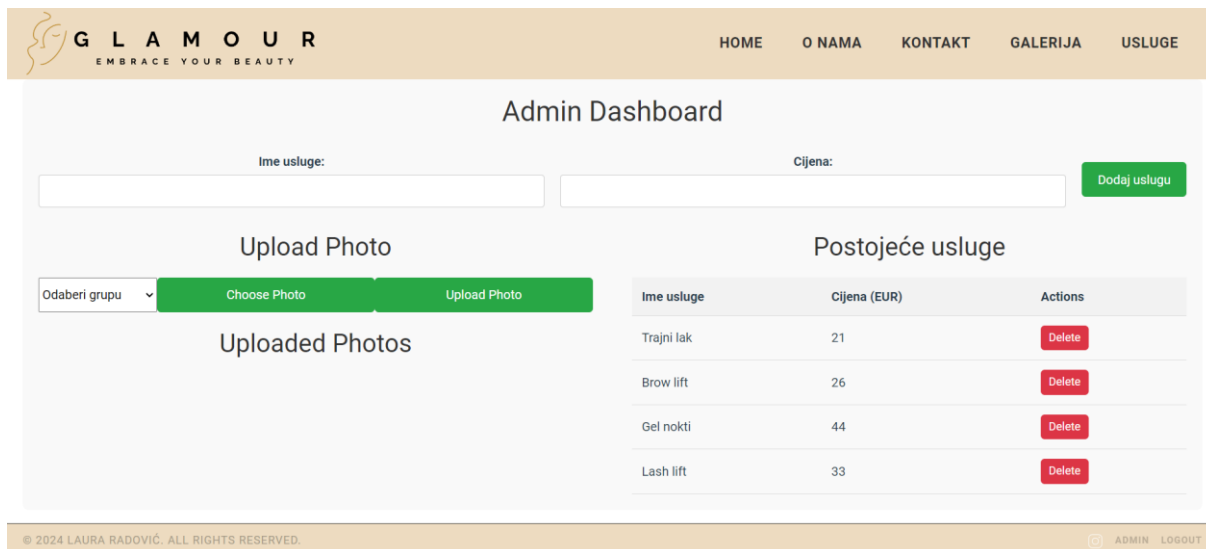 GLAMOUR
EMBRACE YOUR BEAUTY
HOME O NAMA KONTAKT GALERIJA USLUGE
Admin Dashboard
Ime usluge: Cijena:
Dodaj uslugu
Upload Photo
Odaberi grupu Choose Photo Upload Photo
Uploaded Photos
Postojeće usluge
Ime usluge Cijena (EUR) Actions
Trajni lak 21 Delete
Brow lift 26 Delete
Gel nokti 44 Delete
Lash lift 33 Delete
© 2024 LAURA RADOVIĆ. ALL RIGHTS RESERVED. ADMIN LOGOUT